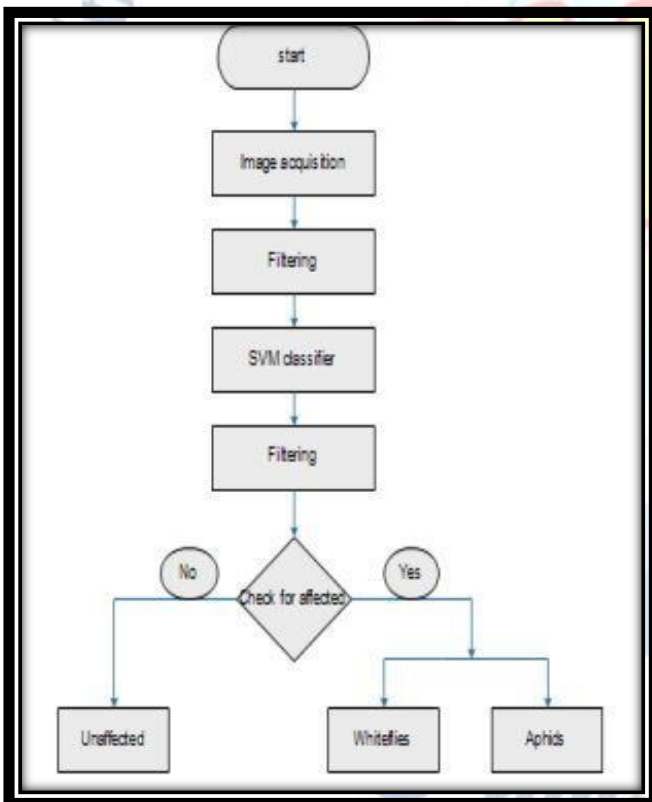 start
Image acquisition
Filtering
SVM classifier
Filtering
No
Yes
Check for affected
Unaffected
Whiteflies
Aphids